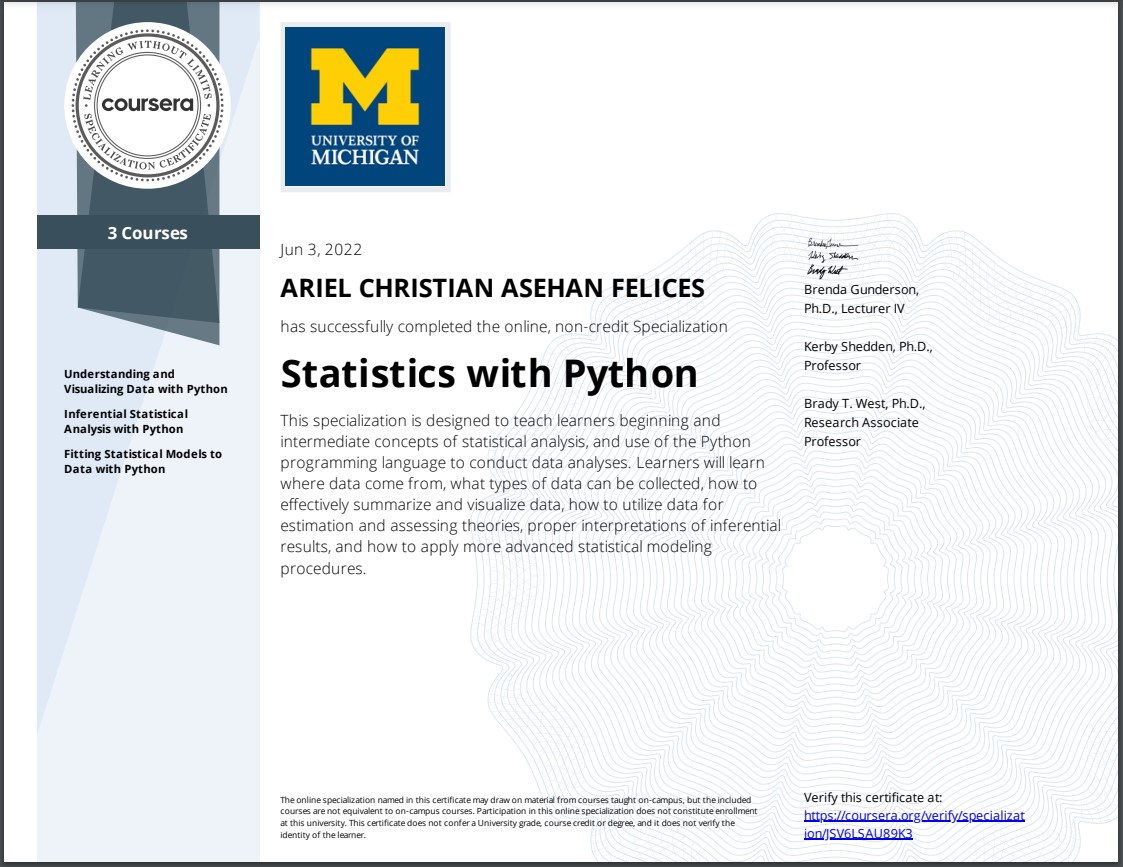 LEARNING WITHOUT LIMITS
coursera
SPECIALIZATION CERTIFICATE
3 Courses
Understanding and
Visualizing Data with Python
Inferential Statistical
Analysis with Python
Fitting Statistical Models to
Data with Python
M
UNIVERSITY OF
MICHIGAN
Jun 3, 2022
ARIEL CHRISTIAN ASEHAN FELICES
has successfully completed the online, non-credit Specialization
Statistics with Python
This specialization is designed to teach learners beginning and
intermediate concepts of statistical analysis, and use of the Python
programming language to conduct data analyses. Learners will learn
where data come from, what types of data can be collected, how to
effectively summarize and visualize data, how to utilize data for
estimation and assessing theories, proper interpretations of inferential
results, and how to apply more advanced statistical modeling
procedures.
Kerby Shedden
Brady West
Brenda Gunderson,
Ph.D., Lecturer IV
Kerby Shedden, Ph.D.,
Professor
Brady T. West, Ph.D.,
Research Associate
Professor
The online specialization named in this certificate may draw on material from courses taught on-campus, but the included
courses are not equivalent to on-campus courses. Participation in this online specialization does not constitute enrollment
at this university. This certificate does not confer a University grade, course credit or degree, and it does not verify the
identity of the learner.
Verify this certificate at:
https://coursera.org/verify/specializat
ion/JSV6LSAU89K3